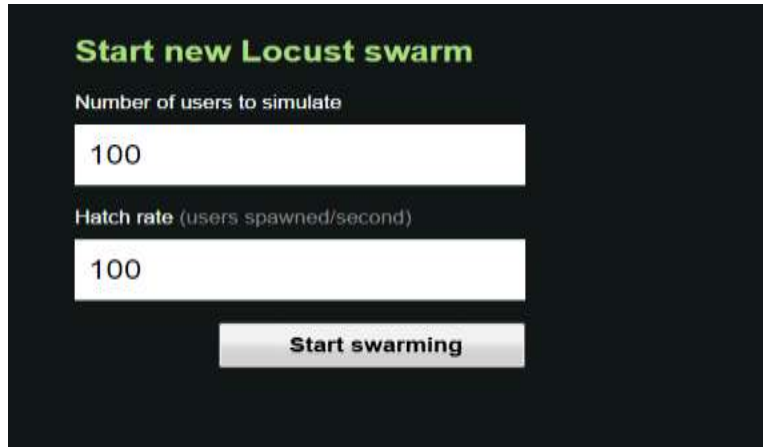 Start new Locust swarm
Number of users to simulate
100
Hatch rate (users spawned/second)
100
Start swarming